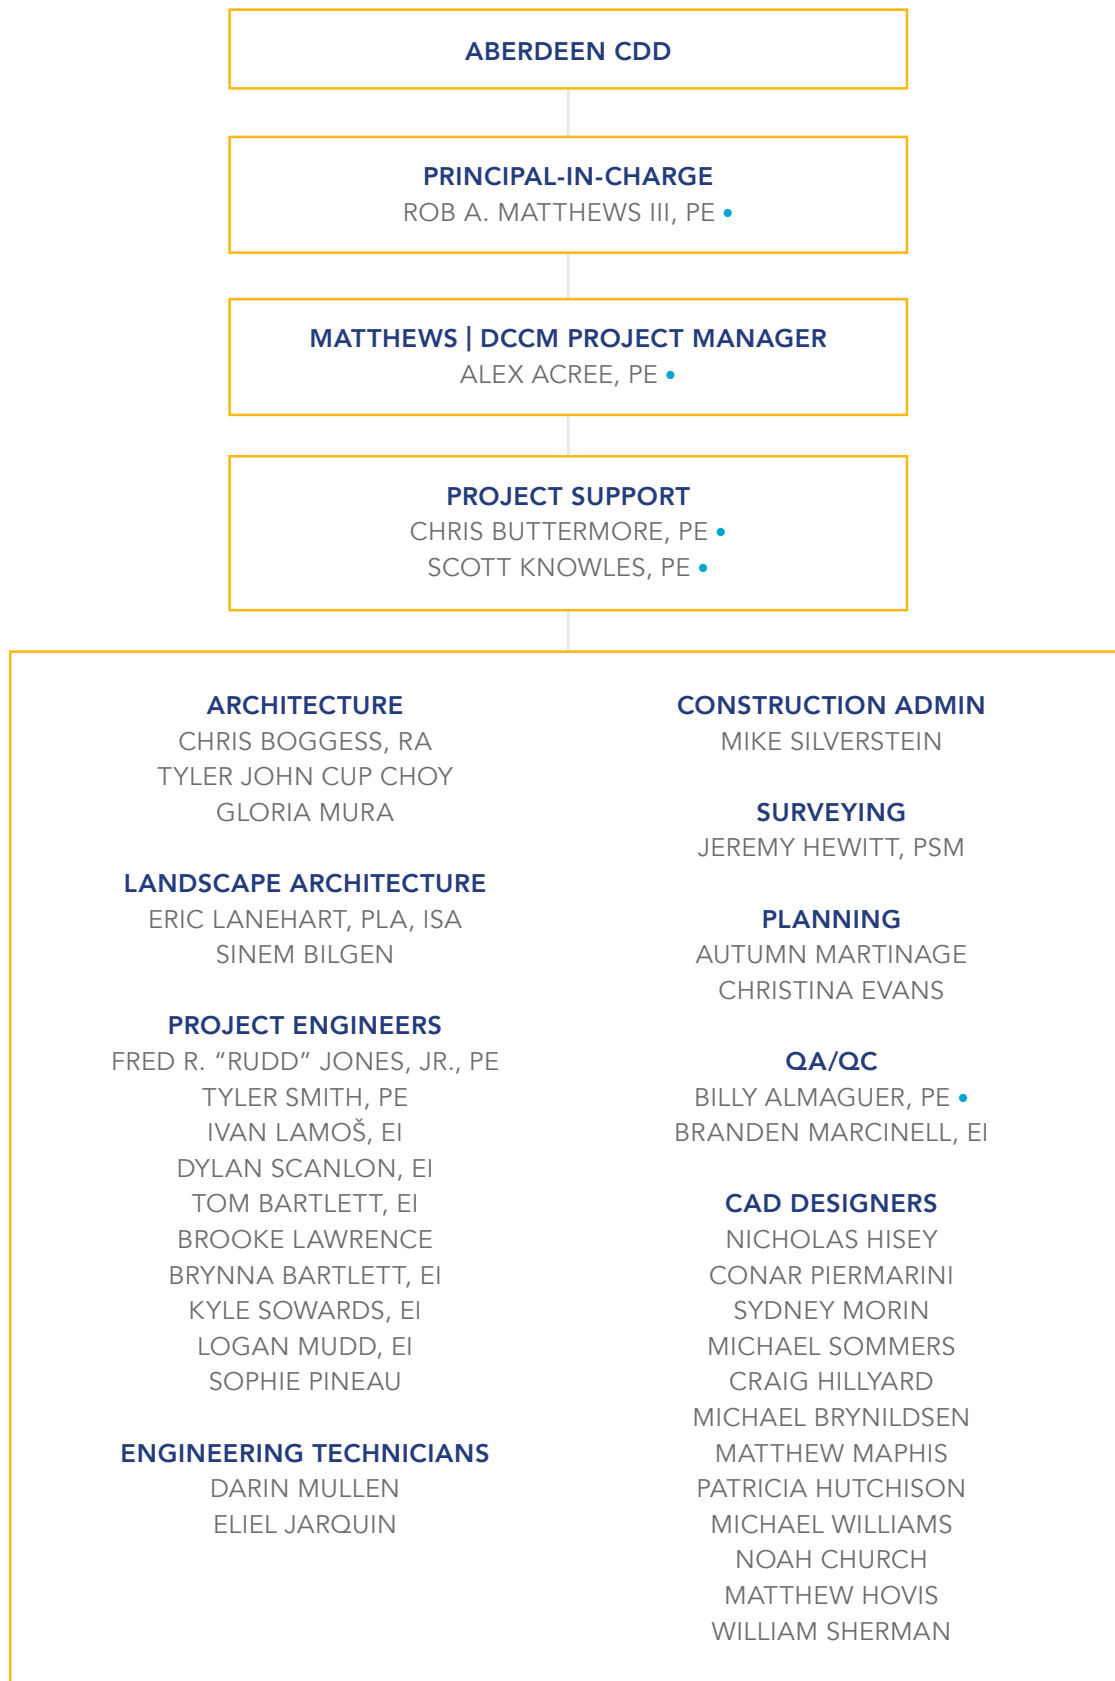 ABERDEEN CDD
PRINCIPAL-IN-CHARGE
ROB A. MATTHEWS III, PE •
MATTHEWS | DCCM PROJECT MANAGER
ALEX ACREE, PE •
PROJECT SUPPORT
CHRIS BUTTERMORE, PE •
SCOTT KNOWLES, PE •
ARCHITECTURE
CHRIS BOGGESS, RA
TYLER JOHN CUP CHOY
GLORIA MURA
LANDSCAPE ARCHITECTURE
ERIC LANEHART, PLA, ISA
SINEM BILGEN
PROJECT ENGINEERS
FRED R. “RUDD” JONES, JR., PE
TYLER SMITH, PE
IVAN LAMOŠ, EI
DYLAN SCANLON, EI
TOM BARTLETT, EI
BROOKE LAWRENCE
BRYNNA BARTLETT, EI
KYLE SOWARDS, EI
LOGAN MUDD, EI
SOPHIE PINEAU
ENGINEERING TECHNICIANS
DARIN MULLEN
ELIEL JARQUIN
CONSTRUCTION ADMIN
MIKE SILVERSTEIN
SURVEYING
JEREMY HEWITT, PSM
PLANNING
AUTUMN MARTINAGE
CHRISTINA EVANS
QA/QC
BILLY ALMAGUER, PE •
BRANDEN MARCINELL, EI
CAD DESIGNERS
NICHOLAS HISEY
CONAR PIERMARINI
SYDNEY MORIN
MICHAEL SOMMERS
CRAIG HILLYARD
MICHAEL BRYNILDSEN
MATTHEW MAPHIS
PATRICIA HUTCHISON
MICHAEL WILLIAMS
NOAH CHURCH
MATTHEW HOVIS
WILLIAM SHERMAN